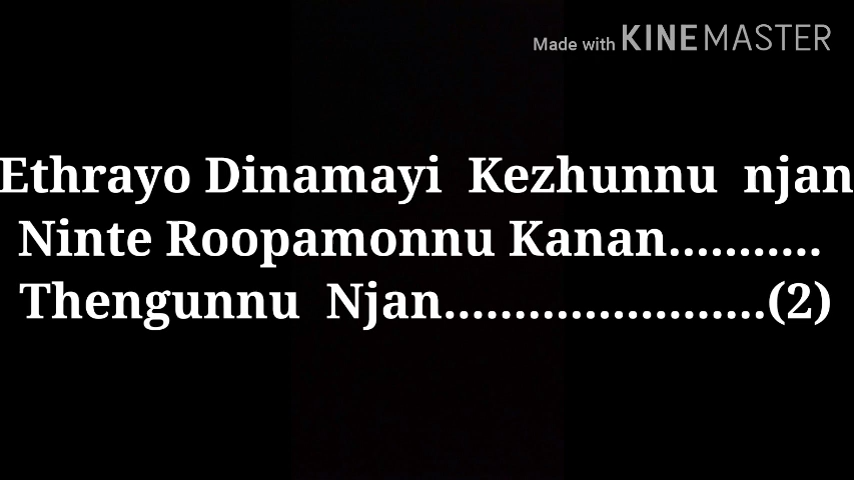 Made with KINEMASTER
Ethrayo Dinamayi Kezhunnu njan
Ninte Roopamonnu Kanan...........
Thengunnu Njan.......................(2)